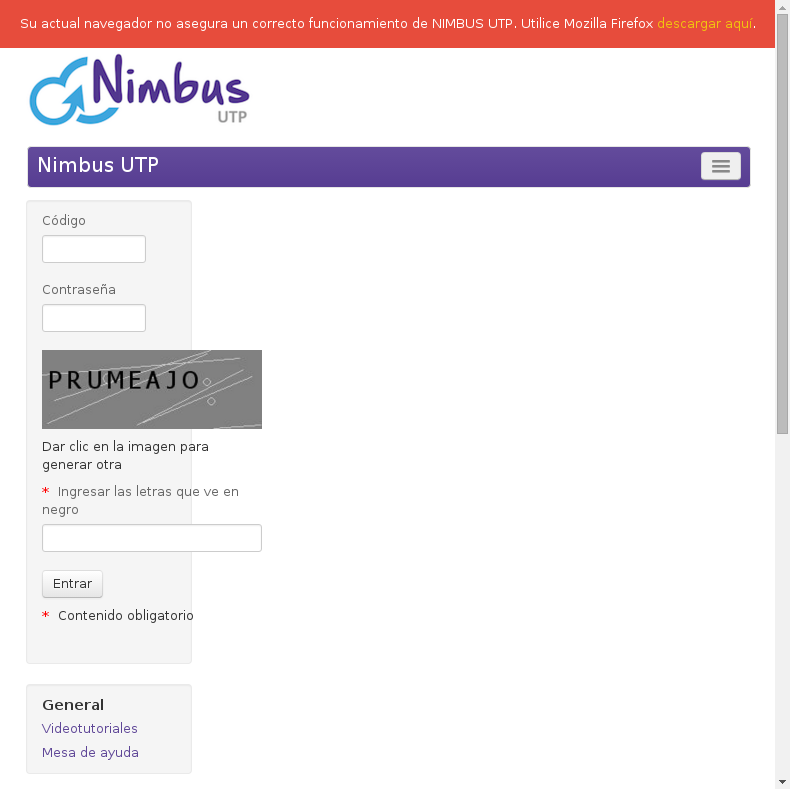 Su actual navegador no asegura un correcto funcionamiento de NIMBUS UTP. Utilice Mozilla Firefox descargar aquí.
Nimbus
UTP
Nimbus UTP
Código
Contraseña
PRUMEAJO
Dar clic en la imagen para
generar otra
* Ingresar las letras que ve en
negro
Entrar
* Contenido obligatorio
General
Videotutoriales
Mesa de ayuda